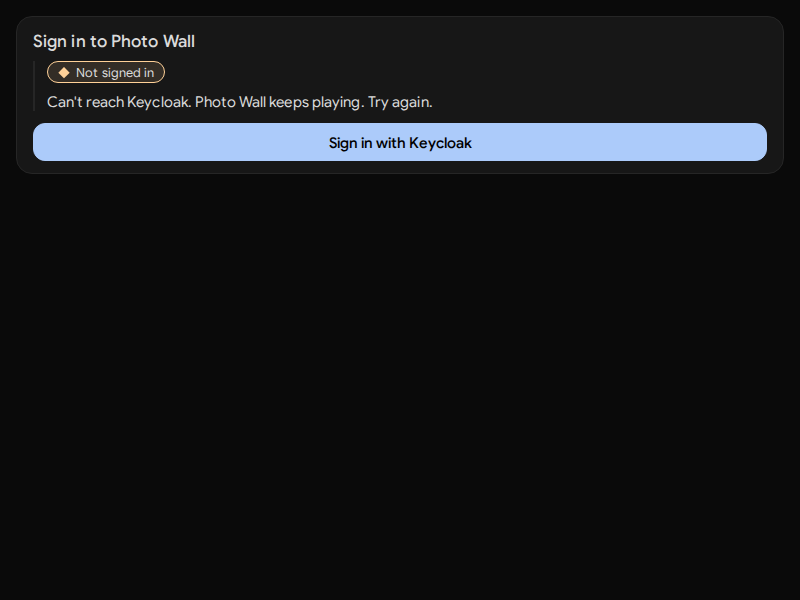 Sign in to Photo Wall
Not signed in
Can't reach Keycloak. Photo Wall keeps playing. Try again.
Sign in with Keycloak